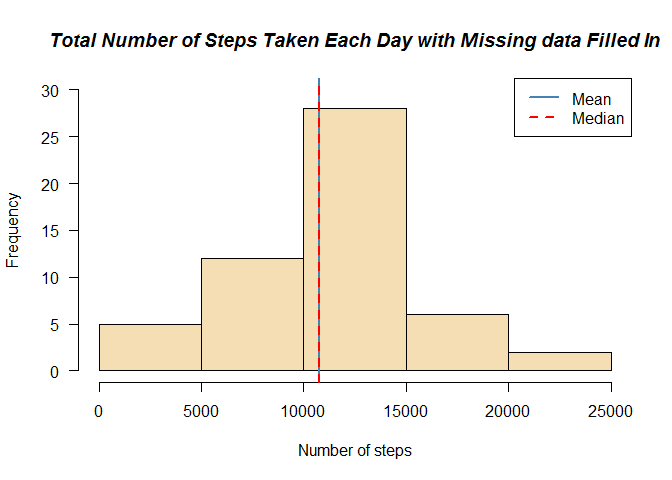 Total Number of Steps Taken Each Day with Missing data Filled In
Mean
Median
30
25
20
15
10
5
0
Frequency
0 5000 10000 15000 20000 25000
Number of steps